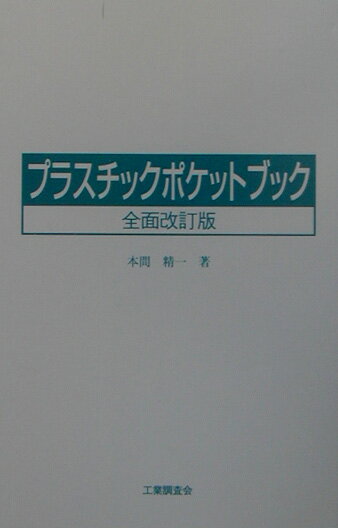 プラスチックポケットブック
全面改訂版
本間 精一 著
工業調査会